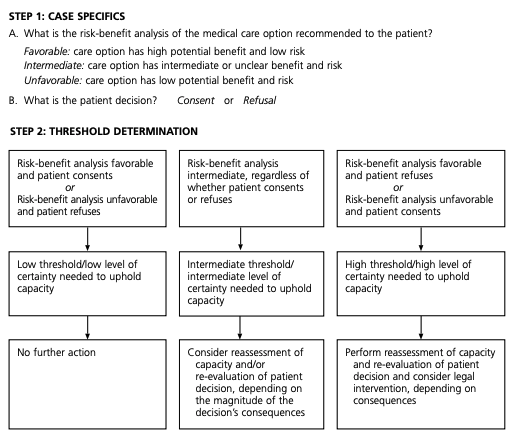 STEP 1: CASE SPECIFICS
A. What is the risk-benefit analysis of the medical care option recommended to the patient?
Favorable: care option has high potential benefit and low risk
Intermediate: care option has intermediate or unclear benefit and risk
Unfavorable: care option has low potential benefit and risk
B. What is the patient decision? Consent or Refusal
STEP 2: THRESHOLD DETERMINATION
Risk-benefit analysis favorable
and patient consents
or
Risk-benefit analysis unfavorable
and patient refuses
Risk-benefit analysis
intermediate, regardless of
whether patient consents
or refuses
Risk-benefit analysis favorable
and patient refuses
or
Risk-benefit analysis unfavorable
and patient consents
Low threshold/low level of
certainty needed to uphold
capacity
Intermediate threshold/
intermediate level of
certainty needed to uphold
capacity
High threshold/high level of
certainty needed to uphold
capacity
No further action
Consider reassessment of
capacity and/or
re-evaluation of patient
decision, depending on
the magnitude of the
decision's consequences
Perform reassessment of capacity
and re-evaluation of patient
decision and consider legal
intervention, depending on
consequences